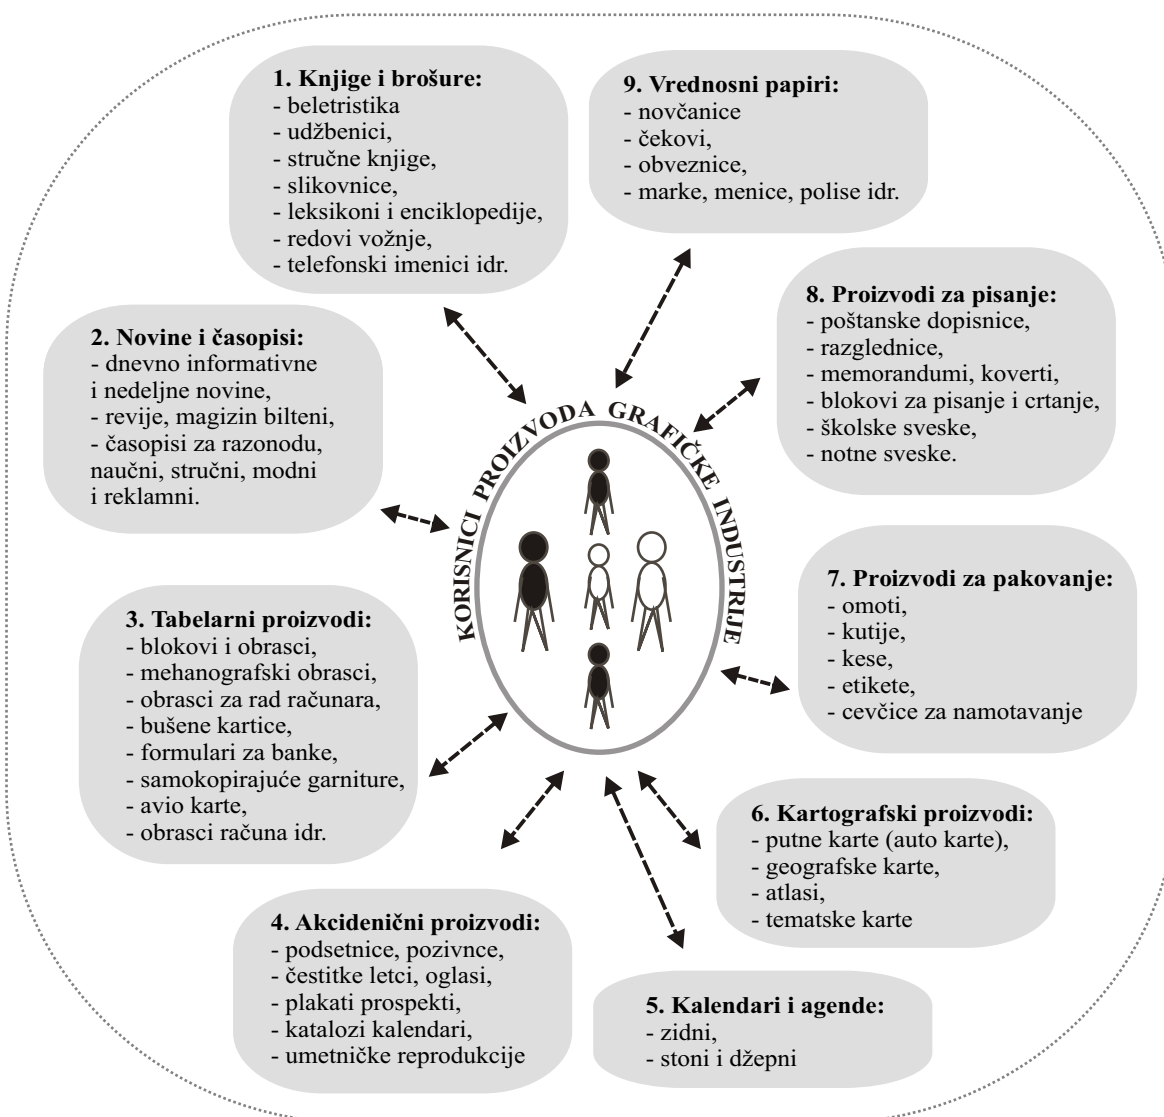 1. Knjige i brošure:
- beletristika
- udžbenici,
- stručne knjige,
- slikovnice,
- leksikoni i enciklopedije,
- redovi vožnje,
- telefonski imenici idr.
9. Vrednosni papiri:
- novčanice
- čekovi,
- obveznice,
- marke, menice, polise idr.
2. Novine i časopisi:
- dnevno informativne
i nedeljne novine,
- revije, magizin bilteni,
- časopisi za razonodu,
naučni, stručni, modni
i reklamni.
8. Proizvodi za pisanje:
- poštanske dopisnice,
- razglednice,
- memorandumi, koverti,
- blokovi za pisanje i crtanje,
- školske sveske,
- notne sveske.
KORISNICI PROIZVODA GRAFIČKE INDUSTRIJE
3. Tabelarni proizvodi:
- blokovi i obrasci,
- mehanografski obrasci,
- obrasci za rad računara,
- bušene kartice,
- formulari za banke,
- samokopirajuće garniture,
- avio karte,
- obrasci računa idr.
7. Proizvodi za pakovanje:
- omoti,
- kutije,
- kese,
- etikete,
- cevčice za namotavanje
6. Kartografski proizvodi:
- putne karte (auto karte),
- geografske karte,
- atlasi,
- tematske karte
4. Akcidenični proizvodi:
- podsetnice, pozivnce,
- čestitke letci, oglasi,
- plakati prospekti,
- katalozi kalendari,
- umetničke reprodukcije
5. Kalendari i agende:
- zidni,
- stoni i džepni